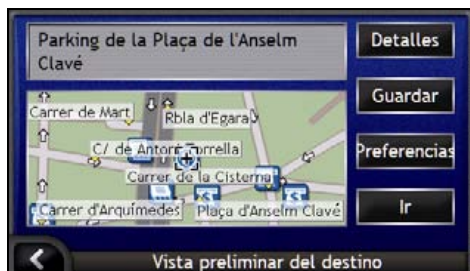 Parking de la Plaça de l'Anselm
Clavé
Detalles
Guardar
Preferencias
Ir
Carrer de Mart
Rbla d'Egara
C/ de Antoni Torrella
Carrer de la Cisterna
Carrer d'Arquímedes
Plaça d'Anselm Clavé
Vista preliminar del destino